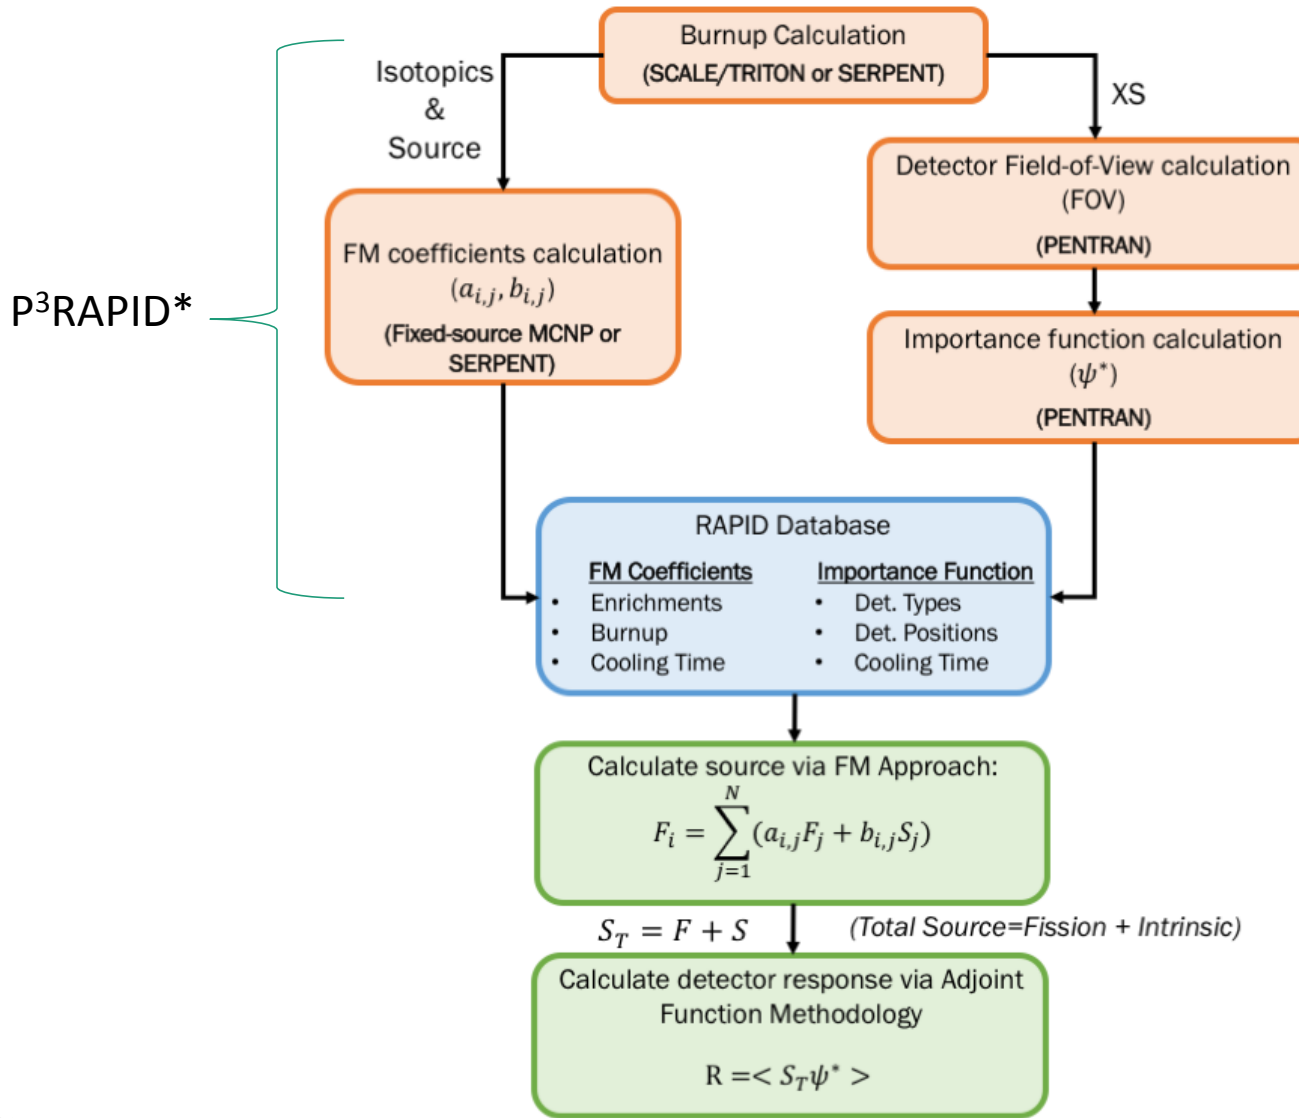 Burnup Calculation
(SCALE/TRITON or SERPENT)
Isotopics
&
Source
XS
Detector Field-of-View calculation
(FOV)
(PENTRAN)
FM coefficients calculation
(a_{i,j}, b_{i,j})
(Fixed-source MCNP or
SERPENT)
P³RAPID*
Importance function calculation
(ψ*)
(PENTRAN)
RAPID Database
FM Coefficients
• Enrichments
• Burnup
• Cooling Time
Importance Function
• Det. Types
• Det. Positions
• Cooling Time
Calculate source via FM Approach:
F_i = \sum_{j=1}^{N} (a_{i,j}F_j + b_{i,j}S_j)
S_T = F + S
(Total Source=Fission + Intrinsic)
Calculate detector response via Adjoint
Function Methodology
R =< S_Tψ* >